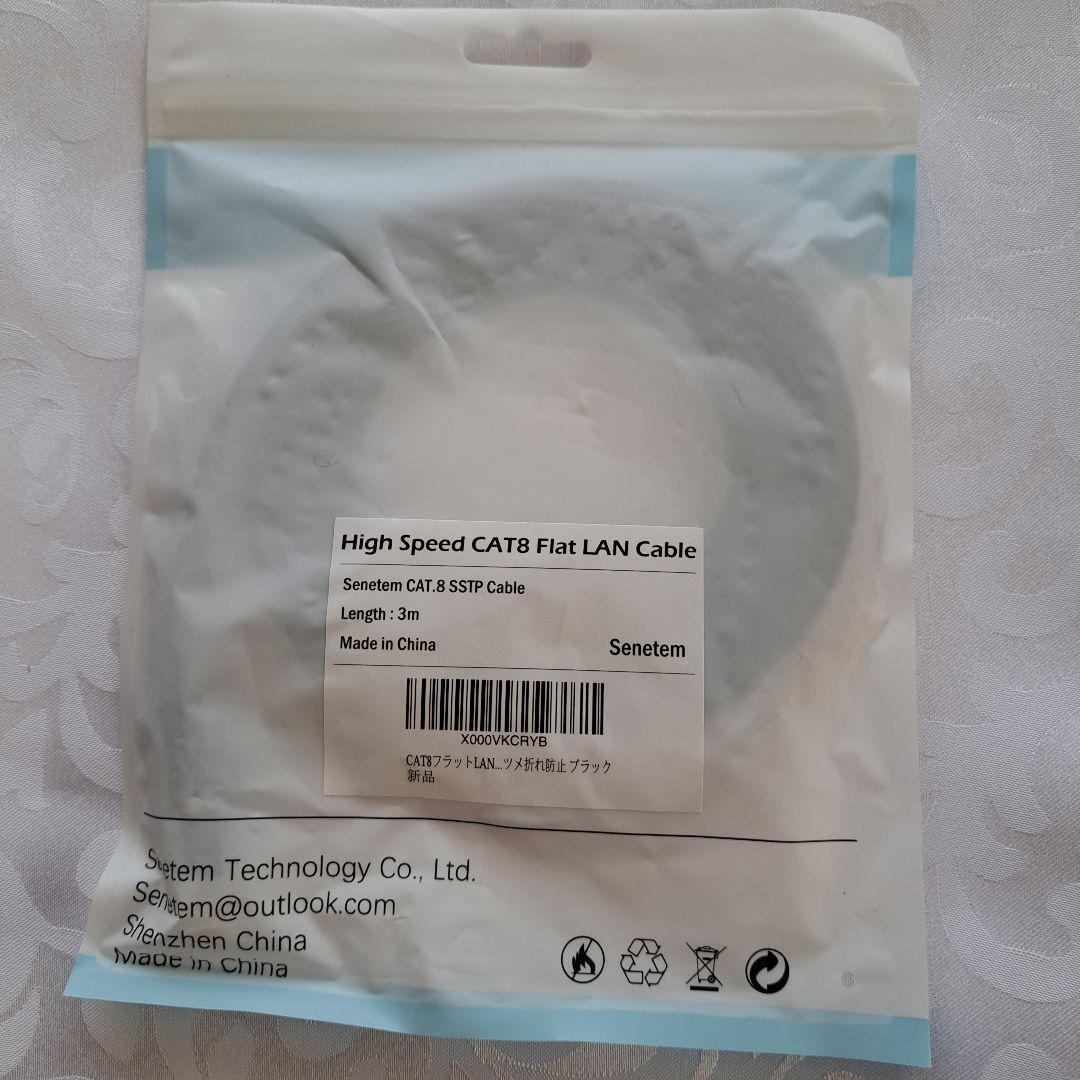 High Speed CAT8 Flat LAN Cable
Senetem CAT.8 SSTP Cable
Length : 3m
Made in China
Senetem
X000VKCRYB
CAT8フラットLAN...ツメ折れ防止 ブラック
新品
Senetem Technology Co., Ltd.
Senetem@outlook.com
Shenzhen China
Made in China